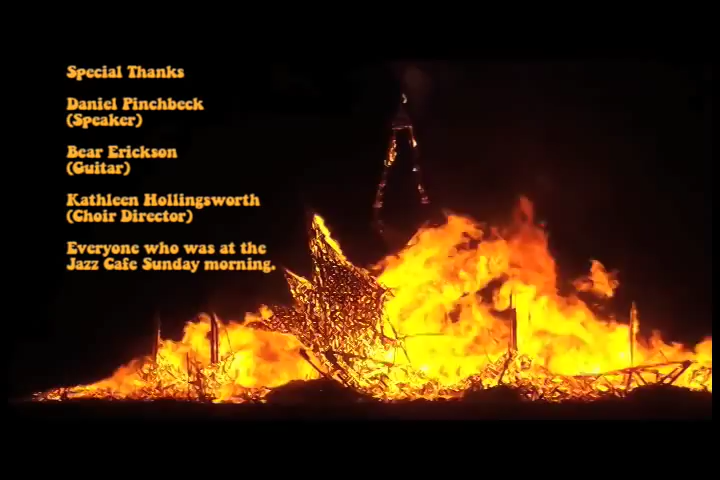 Special Thanks
Daniel Pinchbeck
(Speaker)
Bear Erickson
(Guitar)
Kathleen Hollingsworth
(Choir Director)
Everyone who was at the
Jazz Cafe Sunday morning.